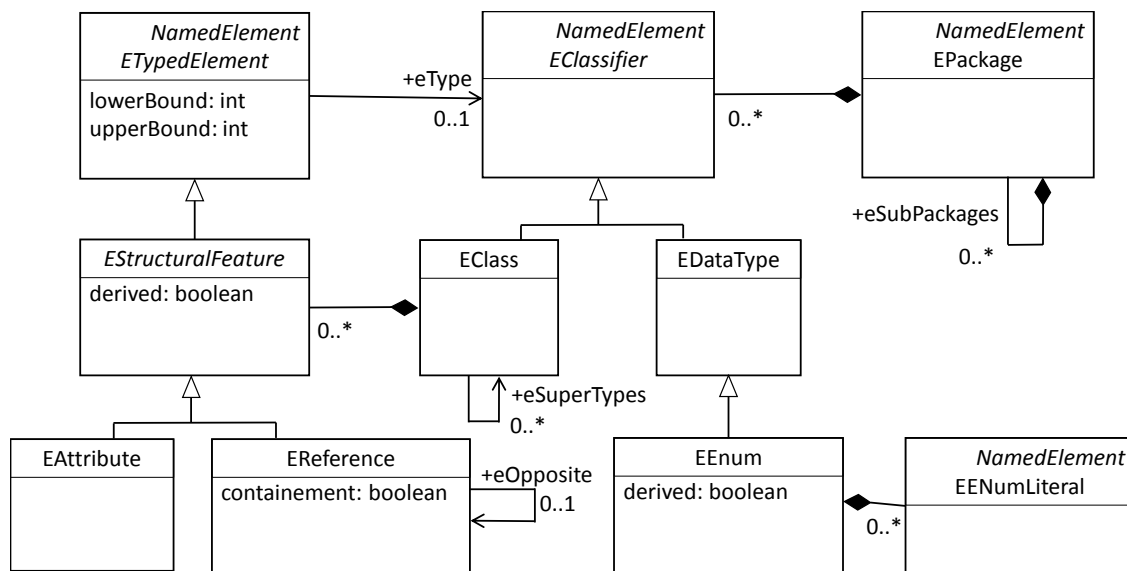 NamedElement
ETypedElement
lowerBound: int
upperBound: int
+eType
0..1
NamedElement
EClassifier
0..*
NamedElement
EPackage
+eSubPackages
0..*
EStructuralFeature
derived: boolean
0..*
EClass
+eSuperTypes
0..*
EDataType
EAttribute
EReference
containement: boolean
+eOpposite
0..1
EEnum
derived: boolean
0..*
NamedElement
EENumLiteral